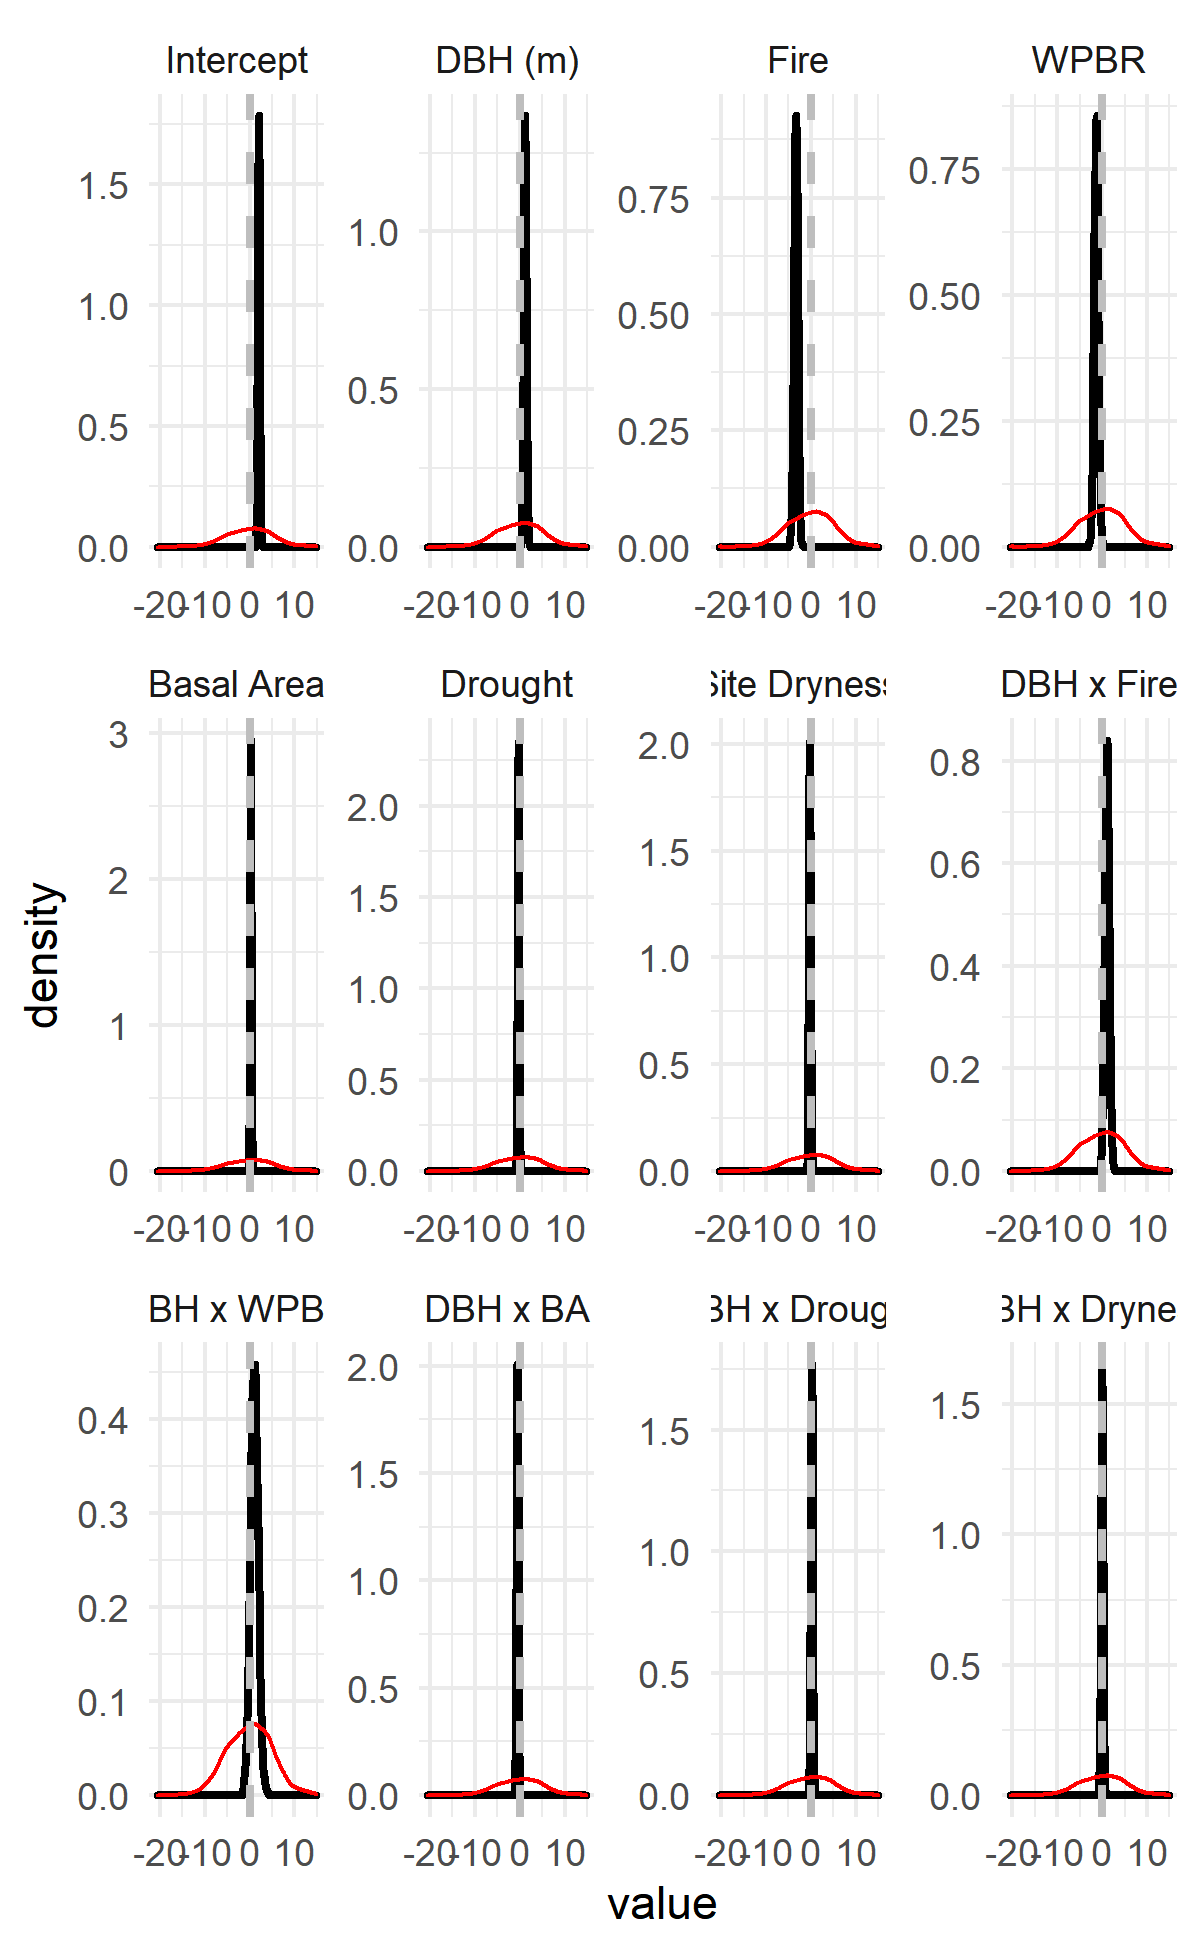 Intercept DBH (m) Fire WPBR
1.5 1.0 0.5 0.0
1.0 0.5 0.0
0.75 0.50 0.25 0.00
0.75 0.50 0.25 0.00
-20 -10 0 10 -20 -10 0 10 -20 -10 0 10 -20 -10 0 10
Basal Area Drought Site Dryness DBH x Fire
3 2 1 0
2.0 1.5 1.0 0.5 0.0
2.0 1.5 1.0 0.5 0.0
0.8 0.6 0.4 0.2 0.0
-20 -10 0 10 -20 -10 0 10 -20 -10 0 10 -20 -10 0 10
BH x WPB DBH x BA BH x Droug BH x Dryne
0.4 0.3 0.2 0.1 0.0
2.0 1.5 1.0 0.5 0.0
1.5 1.0 0.5 0.0
1.5 1.0 0.5 0.0
-20 -10 0 10 -20 -10 0 10 -20 -10 0 10 -20 -10 0 10
density
value